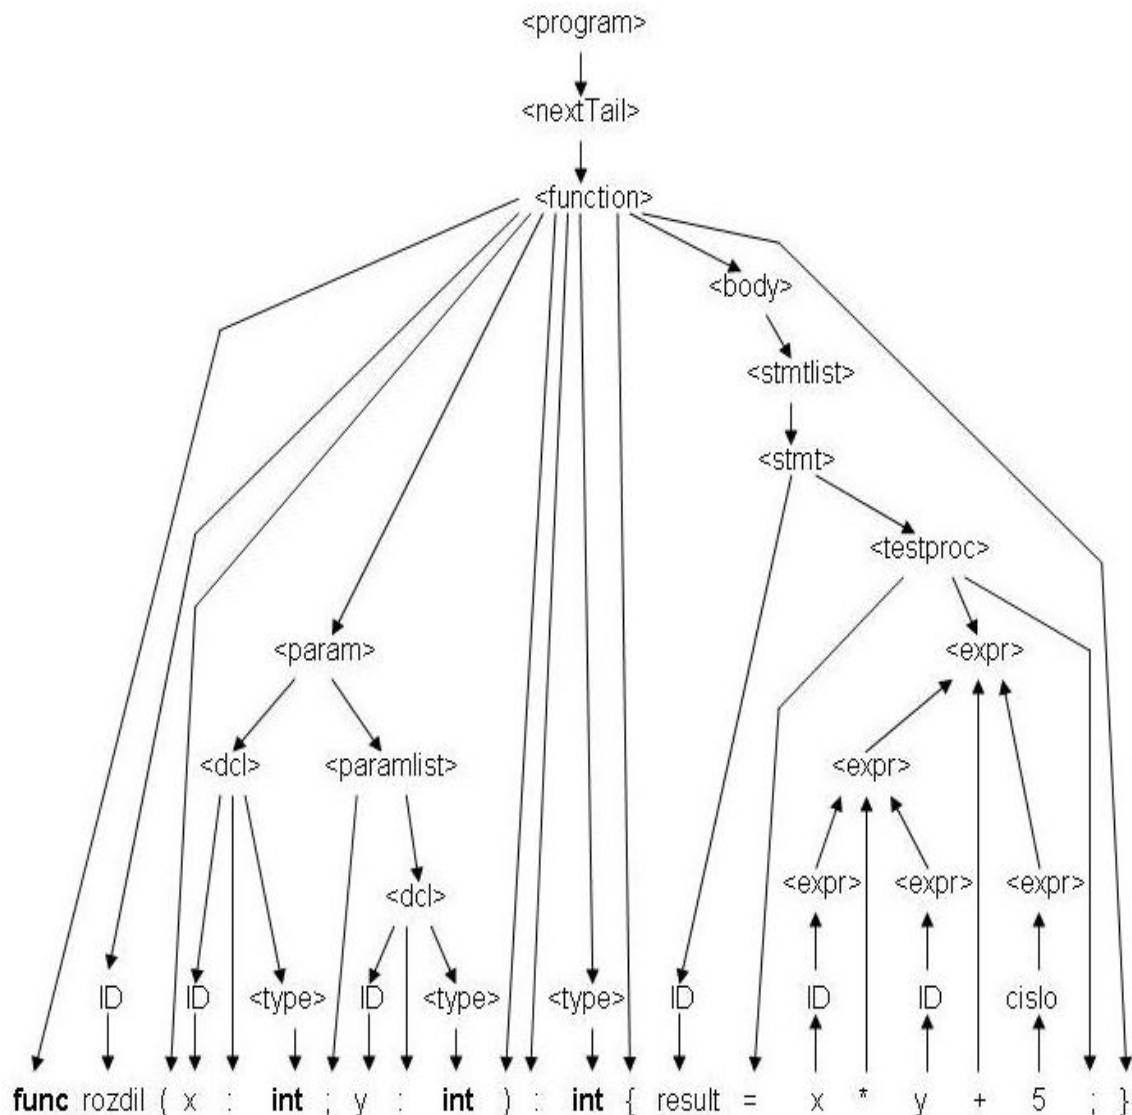 <program>
<nextTail>
<function>
<body>
<stmtlist>
<stmt>
<testproc>
<param> <expr>
<dcl> <paramlist> <expr>
<expr> <expr> <expr>
<dcl>
ID ID <type> ID <type> <type> ID ID ID cislo
func rozdil ( x : int ; y : int ) : int { result = x * y + 5 ; }